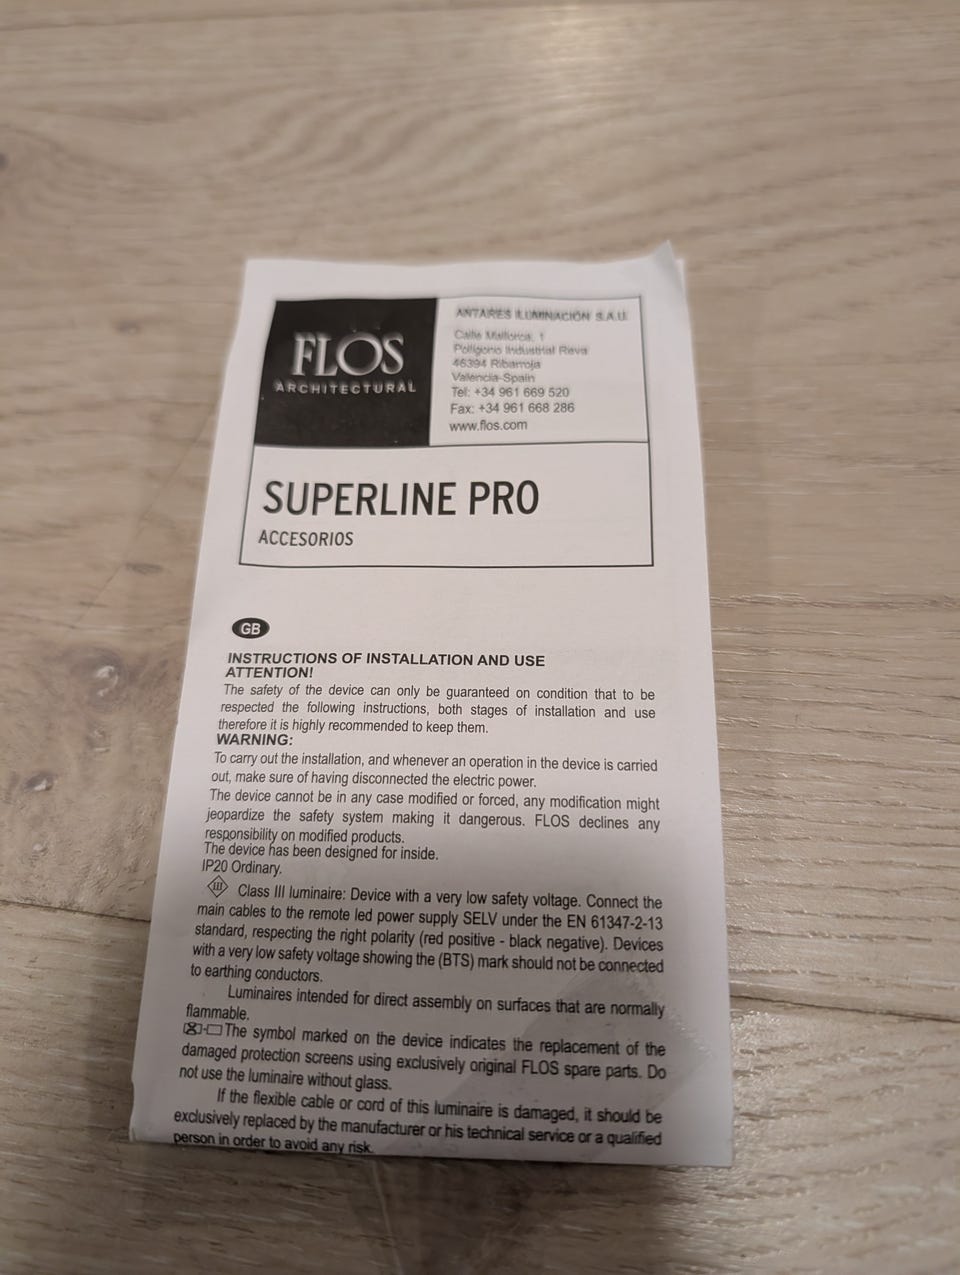 FLOS
ARCHITECTURAL
ANTARES ILUMINACIÓN S.A.U.
Calle Mallorca, 1
Polígono Industrial Reva
46394 Ribarroja
Valencia-Spain
Tel: +34 961 669 520
Fax: +34 961 668 286
www.flos.com
SUPERLINE PRO
ACCESORIOS
GB
INSTRUCTIONS OF INSTALLATION AND USE
ATTENTION!
The safety of the device can only be guaranteed on condition that to be
respected the following instructions, both stages of installation and use
therefore it is highly recommended to keep them.
WARNING:
To carry out the installation, and whenever an operation in the device is carried
out, make sure of having disconnected the electric power.
The device cannot be in any case modified or forced, any modification might
jeopardize the safety system making it dangerous. FLOS declines any
responsibility on modified products.
The device has been designed for inside.
IP20 Ordinary.
III Class III luminaire: Device with a very low safety voltage. Connect the
main cables to the remote led power supply SELV under the EN 61347-2-13
standard, respecting the right polarity (red positive - black negative). Devices
with a very low safety voltage showing the (BTS) mark should not be connected
to earthing conductors.
Luminaires intended for direct assembly on surfaces that are normally
flammable.
The symbol marked on the device indicates the replacement of the
damaged protection screens using exclusively original FLOS spare parts. Do
not use the luminaire without glass.
If the flexible cable or cord of this luminaire is damaged, it should be
exclusively replaced by the manufacturer or his technical service or a qualified
person in order to avoid any risk.